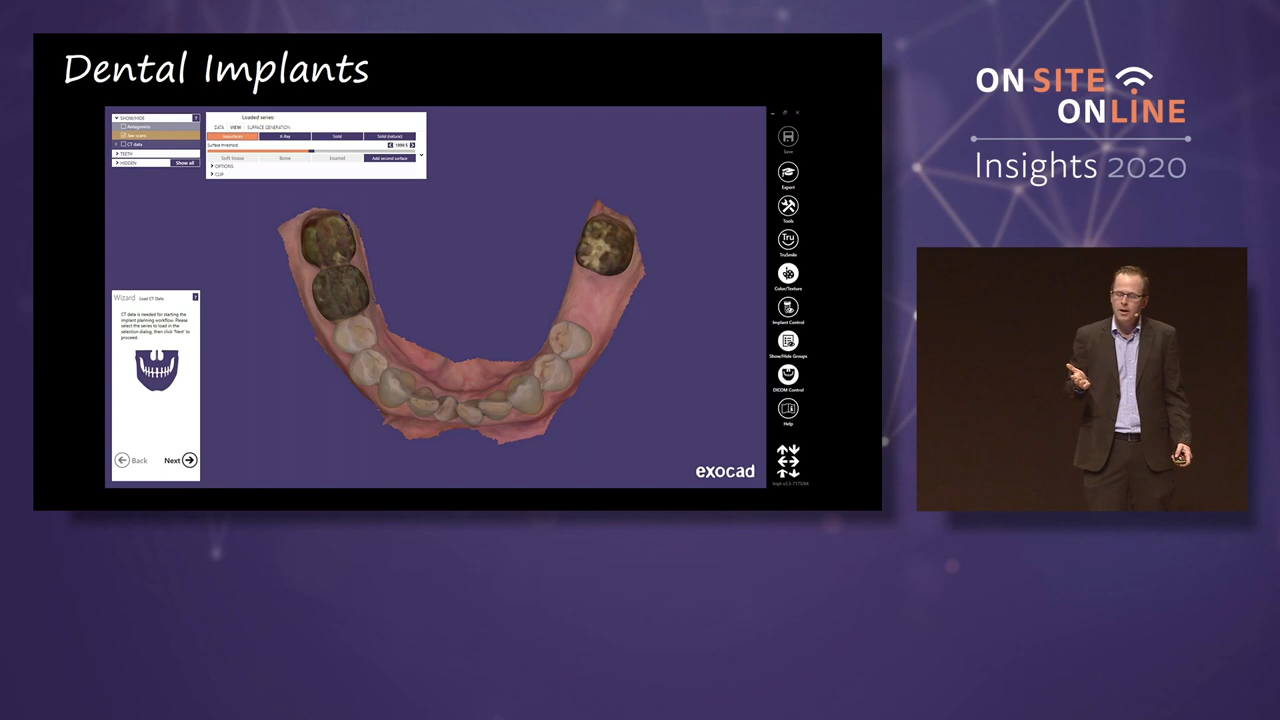 Dental Implants
SHOW/HIDE
?
Antagonists
Jaw scans
CT data
TEETH
HIDDEN
Show all
Loaded series:
DATA VIEW SURFACE GENERATION
Isosurfaces X-Ray Solid Solid (natural)
Surface threshold:
Soft tissue Bone Enamel Add second surface
OPTIONS
CLIP
Save
Expert
Tools
Tru
TruSmile
Color/Texture
Implant Control
Show/Hide Groups
DICOM Control
Help
Wizard Load CT Data ?
CT data is needed for starting the
implant planning workflow. Please
select the series to load in the
selection dialog, then click 'Next' to
proceed.
Back Next
exocad
ON SITE
ONLINE
Insights 2020